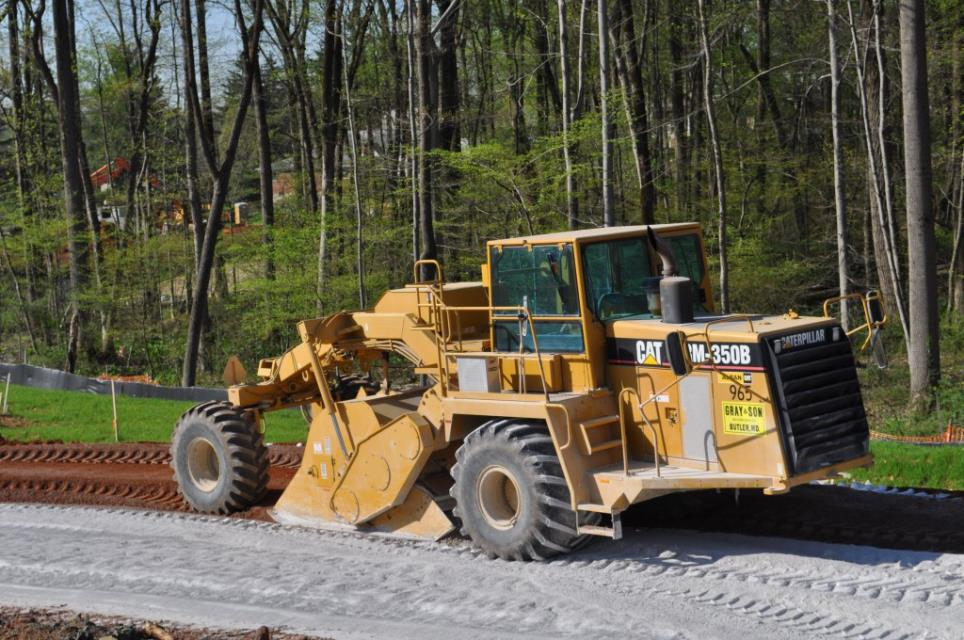 CATERPILLAR
CAT RM-350B
965
GRAY & SON
BUTLER, MD.